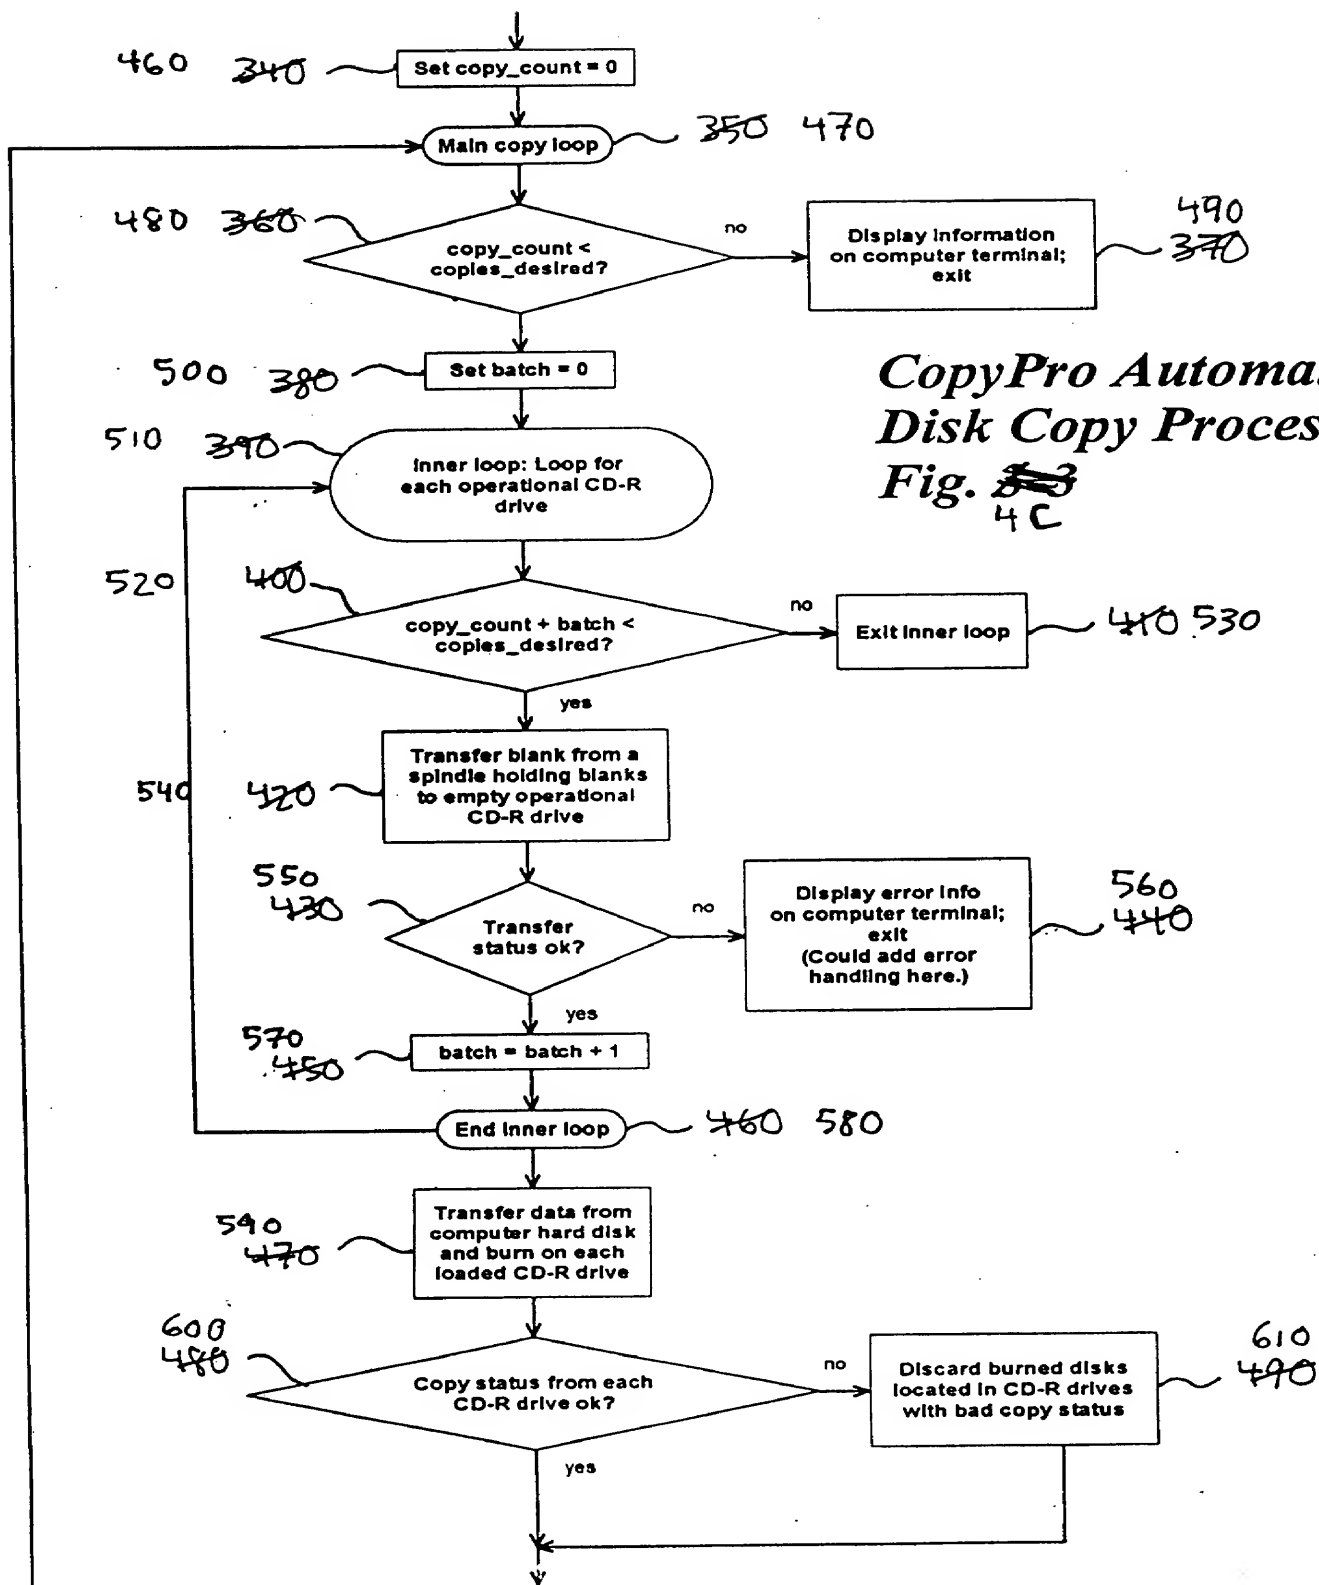 460 340 Set copy_count = 0
Main copy loop 350 470
480 360 copy_count <
copies_desired?
no
Display information
on computer terminal;
exit
490
370
500 380 Set batch = 0
CopyPro Automa
Disk Copy Proces
Fig.
4C
510 390
Inner loop: Loop for
each operational CD-R
drive
520 400
copy_count + batch <
copies_desired?
no
Exit inner loop 410 530
yes
540 420
Transfer blank from a
spindle holding blanks
to empty operational
CD-R drive
550
430
Transfer
status ok?
no
Display error info
on computer terminal;
exit
(Could add error
handling here.)
560
440
yes
570
450
batch = batch + 1
End inner loop 460 580
590
470
Transfer data from
computer hard disk
and burn on each
loaded CD-R drive
600
480
Copy status from each
CD-R drive ok?
no
Discard burned disks
located in CD-R drives
with bad copy status
610
490
yes